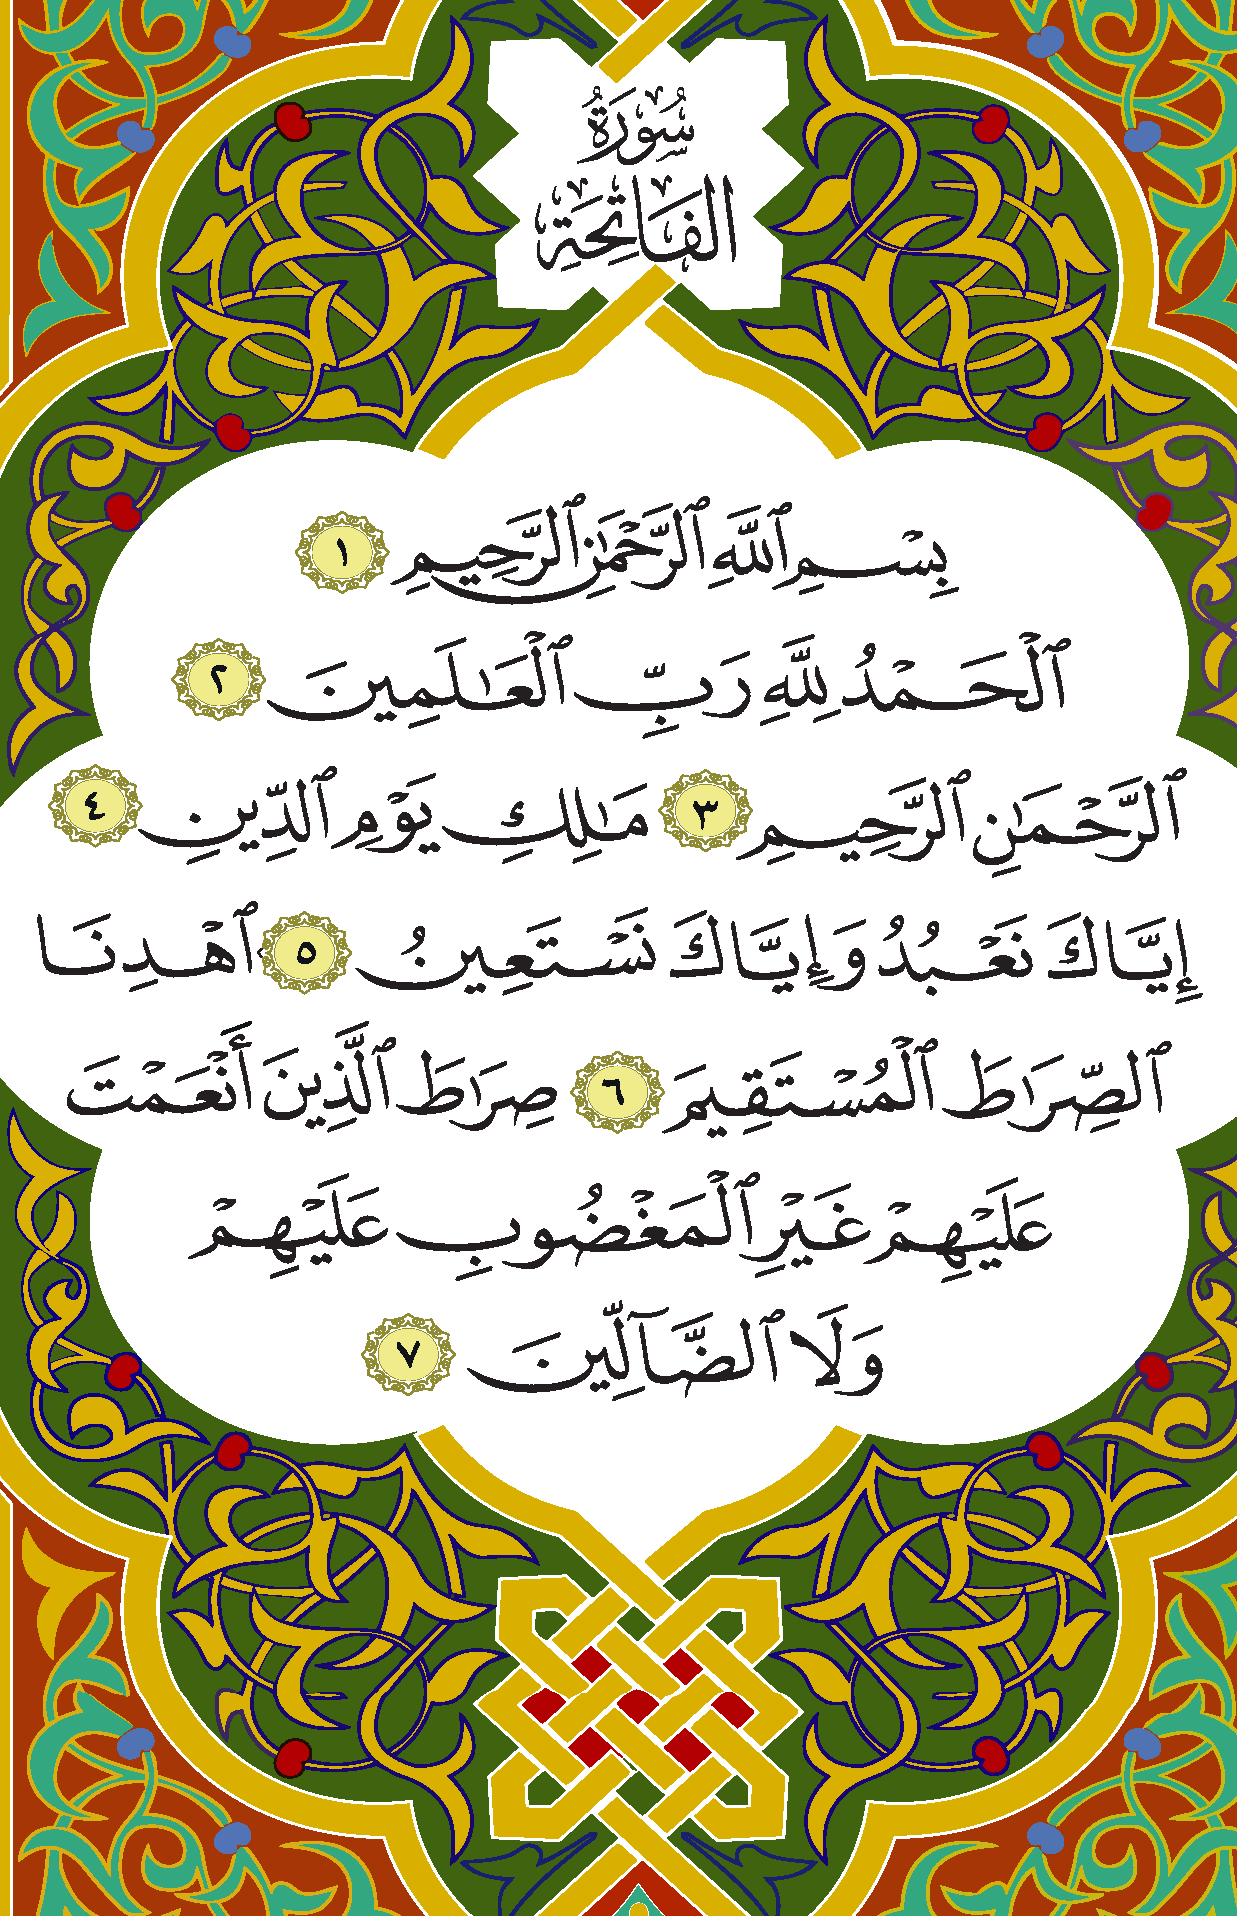 سُورَةُ
الفَاتِحَةِ
بِسْمِ ٱللَّهِ ٱلرَّحْمَٰنِ ٱلرَّحِيمِ ١
ٱلْحَمْدُ لِلَّهِ رَبِّ ٱلْعَٰلَمِينَ ٢
ٱلرَّحْمَٰنِ ٱلرَّحِيمِ ٣ مَٰلِكِ يَوْمِ ٱلدِّينِ ٤
إِيَّاكَ نَعْبُدُ وَإِيَّاكَ نَسْتَعِينُ ٥ ٱهْدِنَا
ٱلصِّرَٰطَ ٱلْمُسْتَقِيمَ ٦ صِرَٰطَ ٱلَّذِينَ أَنْعَمْتَ
عَلَيْهِمْ غَيْرِ ٱلْمَغْضُوبِ عَلَيْهِمْ
وَلَا ٱلضَّآلِّينَ ٧